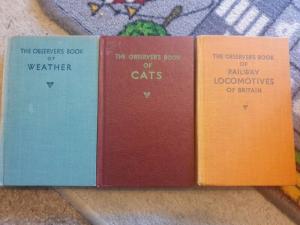 THE OBSERVER'S BOOK
OF
WEATHER
THE OBSERVER'S BOOK
OF
CATS
THE OBSERVER'S BOOK
OF
RAILWAY
LOCOMOTIVES
OF BRITAIN